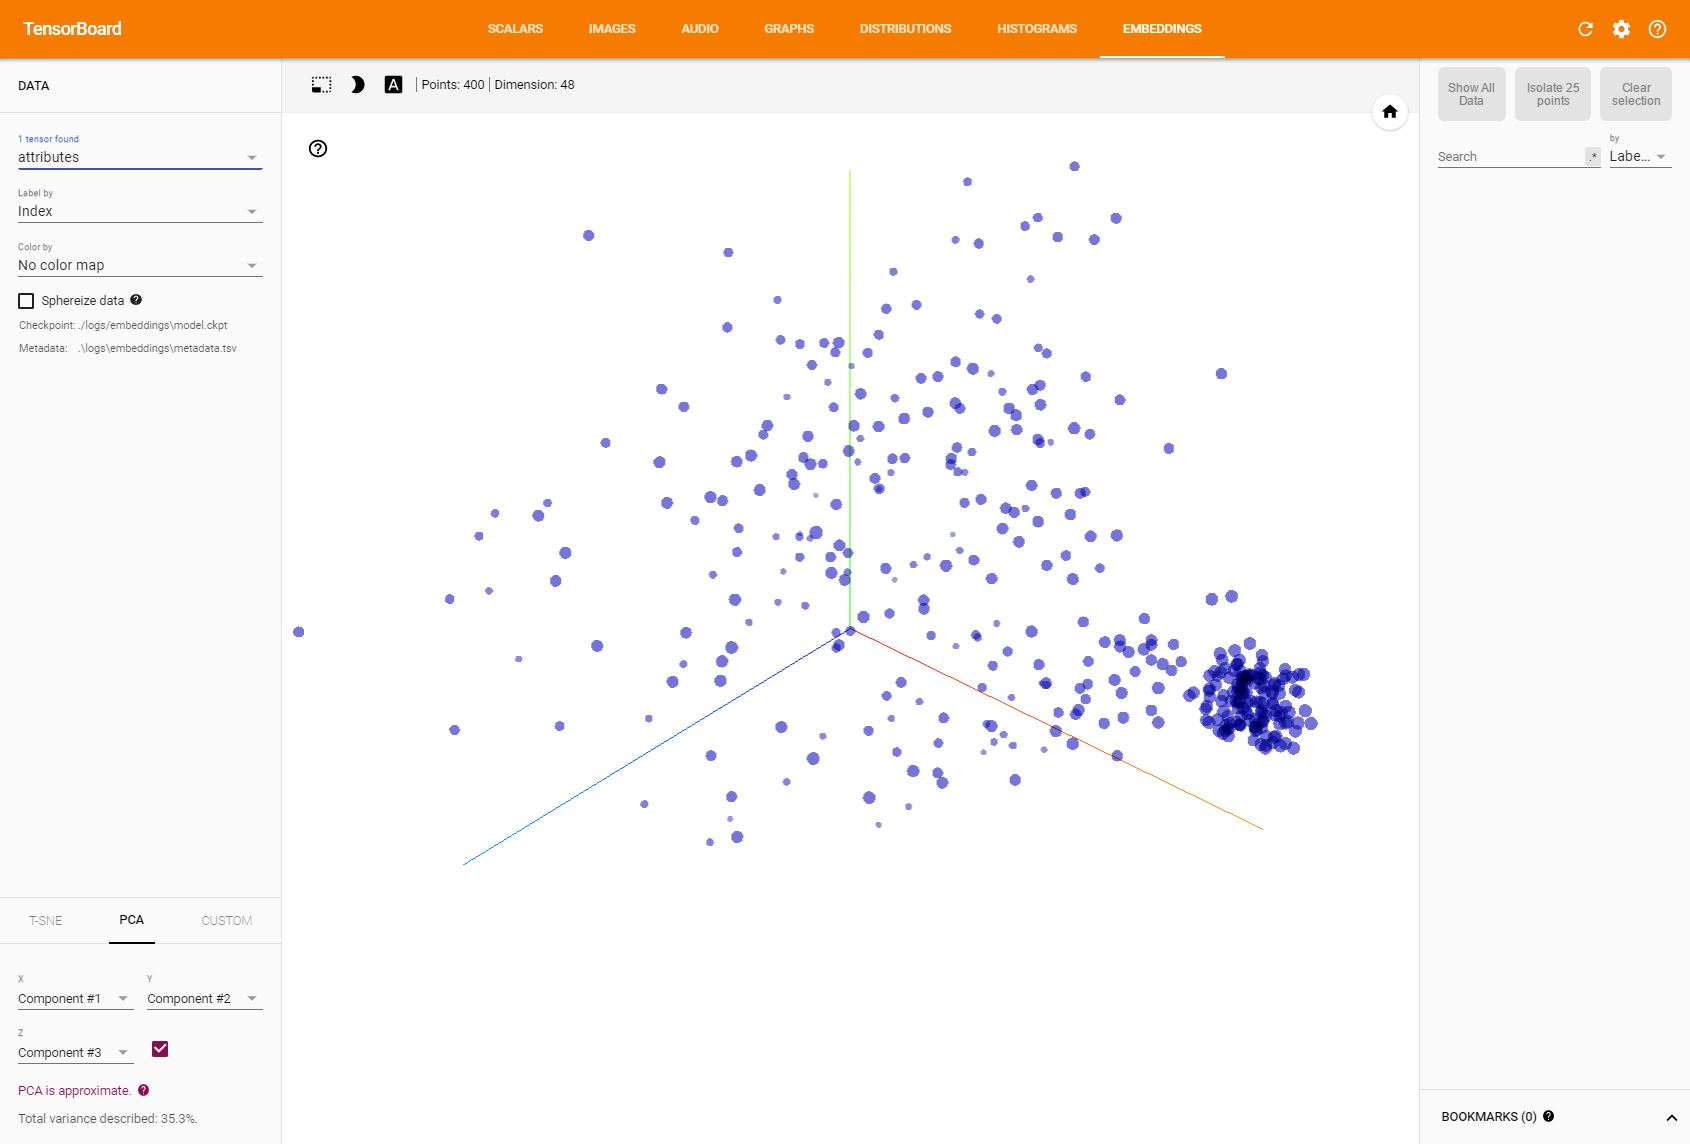 TensorBoard
SCALARS IMAGES AUDIO GRAPHS DISTRIBUTIONS HISTOGRAMS EMBEDDINGS
DATA
1 tensor found
attributes
Label by
Index
Color by
No color map
Sphereize data
Checkpoint: ./logs/embeddings\model.ckpt
Metadata: .\logs\embeddings\metadata.tsv
T-SNE PCA CUSTOM
X Y
Component #1 Component #2
Z
Component #3
PCA is approximate.
Total variance described: 35.3%.
A Points: 400 | Dimension: 48
Show All
Data
Isolate 25
points
Clear
selection
Search .*
by
Labe...
BOOKMARKS (0)